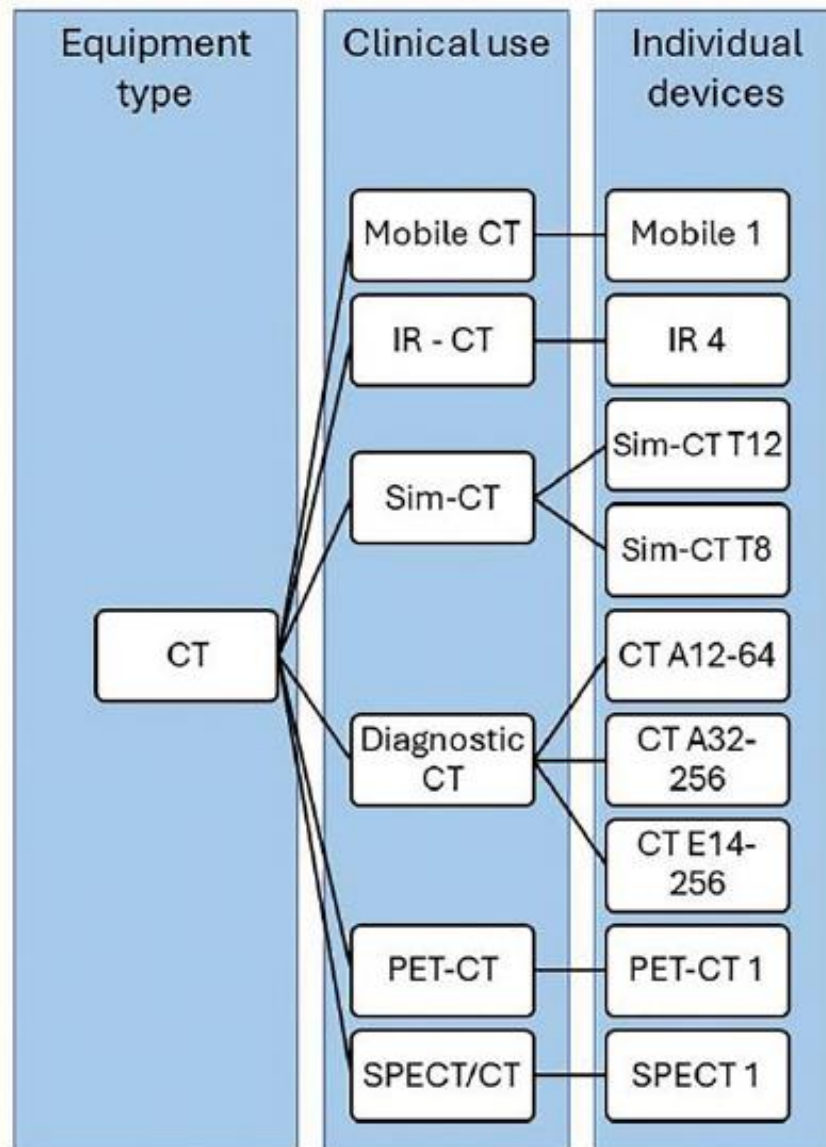 Equipment
type
Clinical use
Individual
devices
Mobile CT
Mobile 1
IR - CT
IR 4
Sim-CT
Sim-CT T12
Sim-CT T8
CT
Diagnostic
CT
CT A12-64
CT A32-
256
CT E14-
256
PET-CT
PET-CT 1
SPECT/CT
SPECT 1